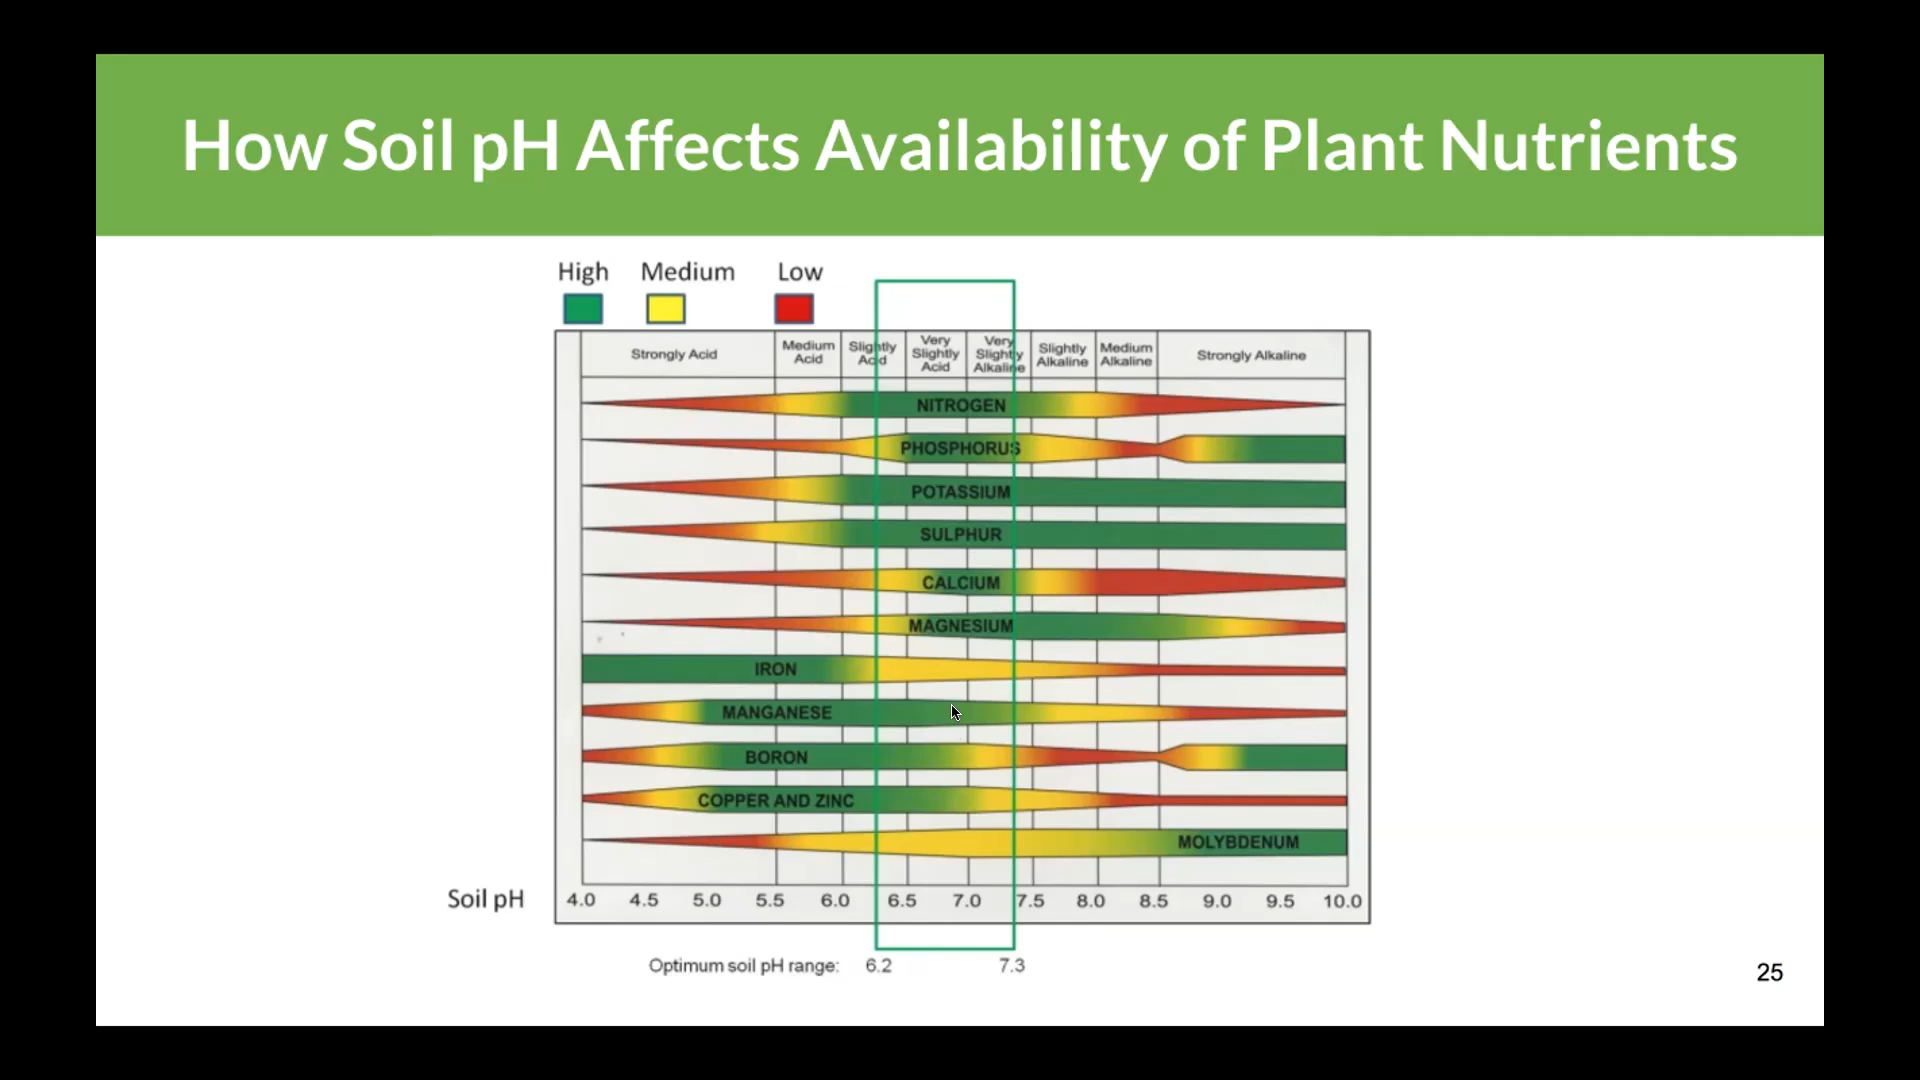 How Soil pH Affects Availability of Plant Nutrients
High Medium Low
Strongly Acid
Medium
Acid
Slightly
Acid
Very
Slightly
Acid
Very
Slightly
Alkaline
Slightly
Alkaline
Medium
Alkaline
Strongly Alkaline
NITROGEN
PHOSPHORUS
POTASSIUM
SULPHUR
CALCIUM
MAGNESIUM
IRON
MANGANESE
BORON
COPPER AND ZINC
MOLYBDENUM
Soil pH 4.0 4.5 5.0 5.5 6.0 6.5 7.0 7.5 8.0 8.5 9.0 9.5 10.0
Optimum soil pH range: 6.2 7.3
25